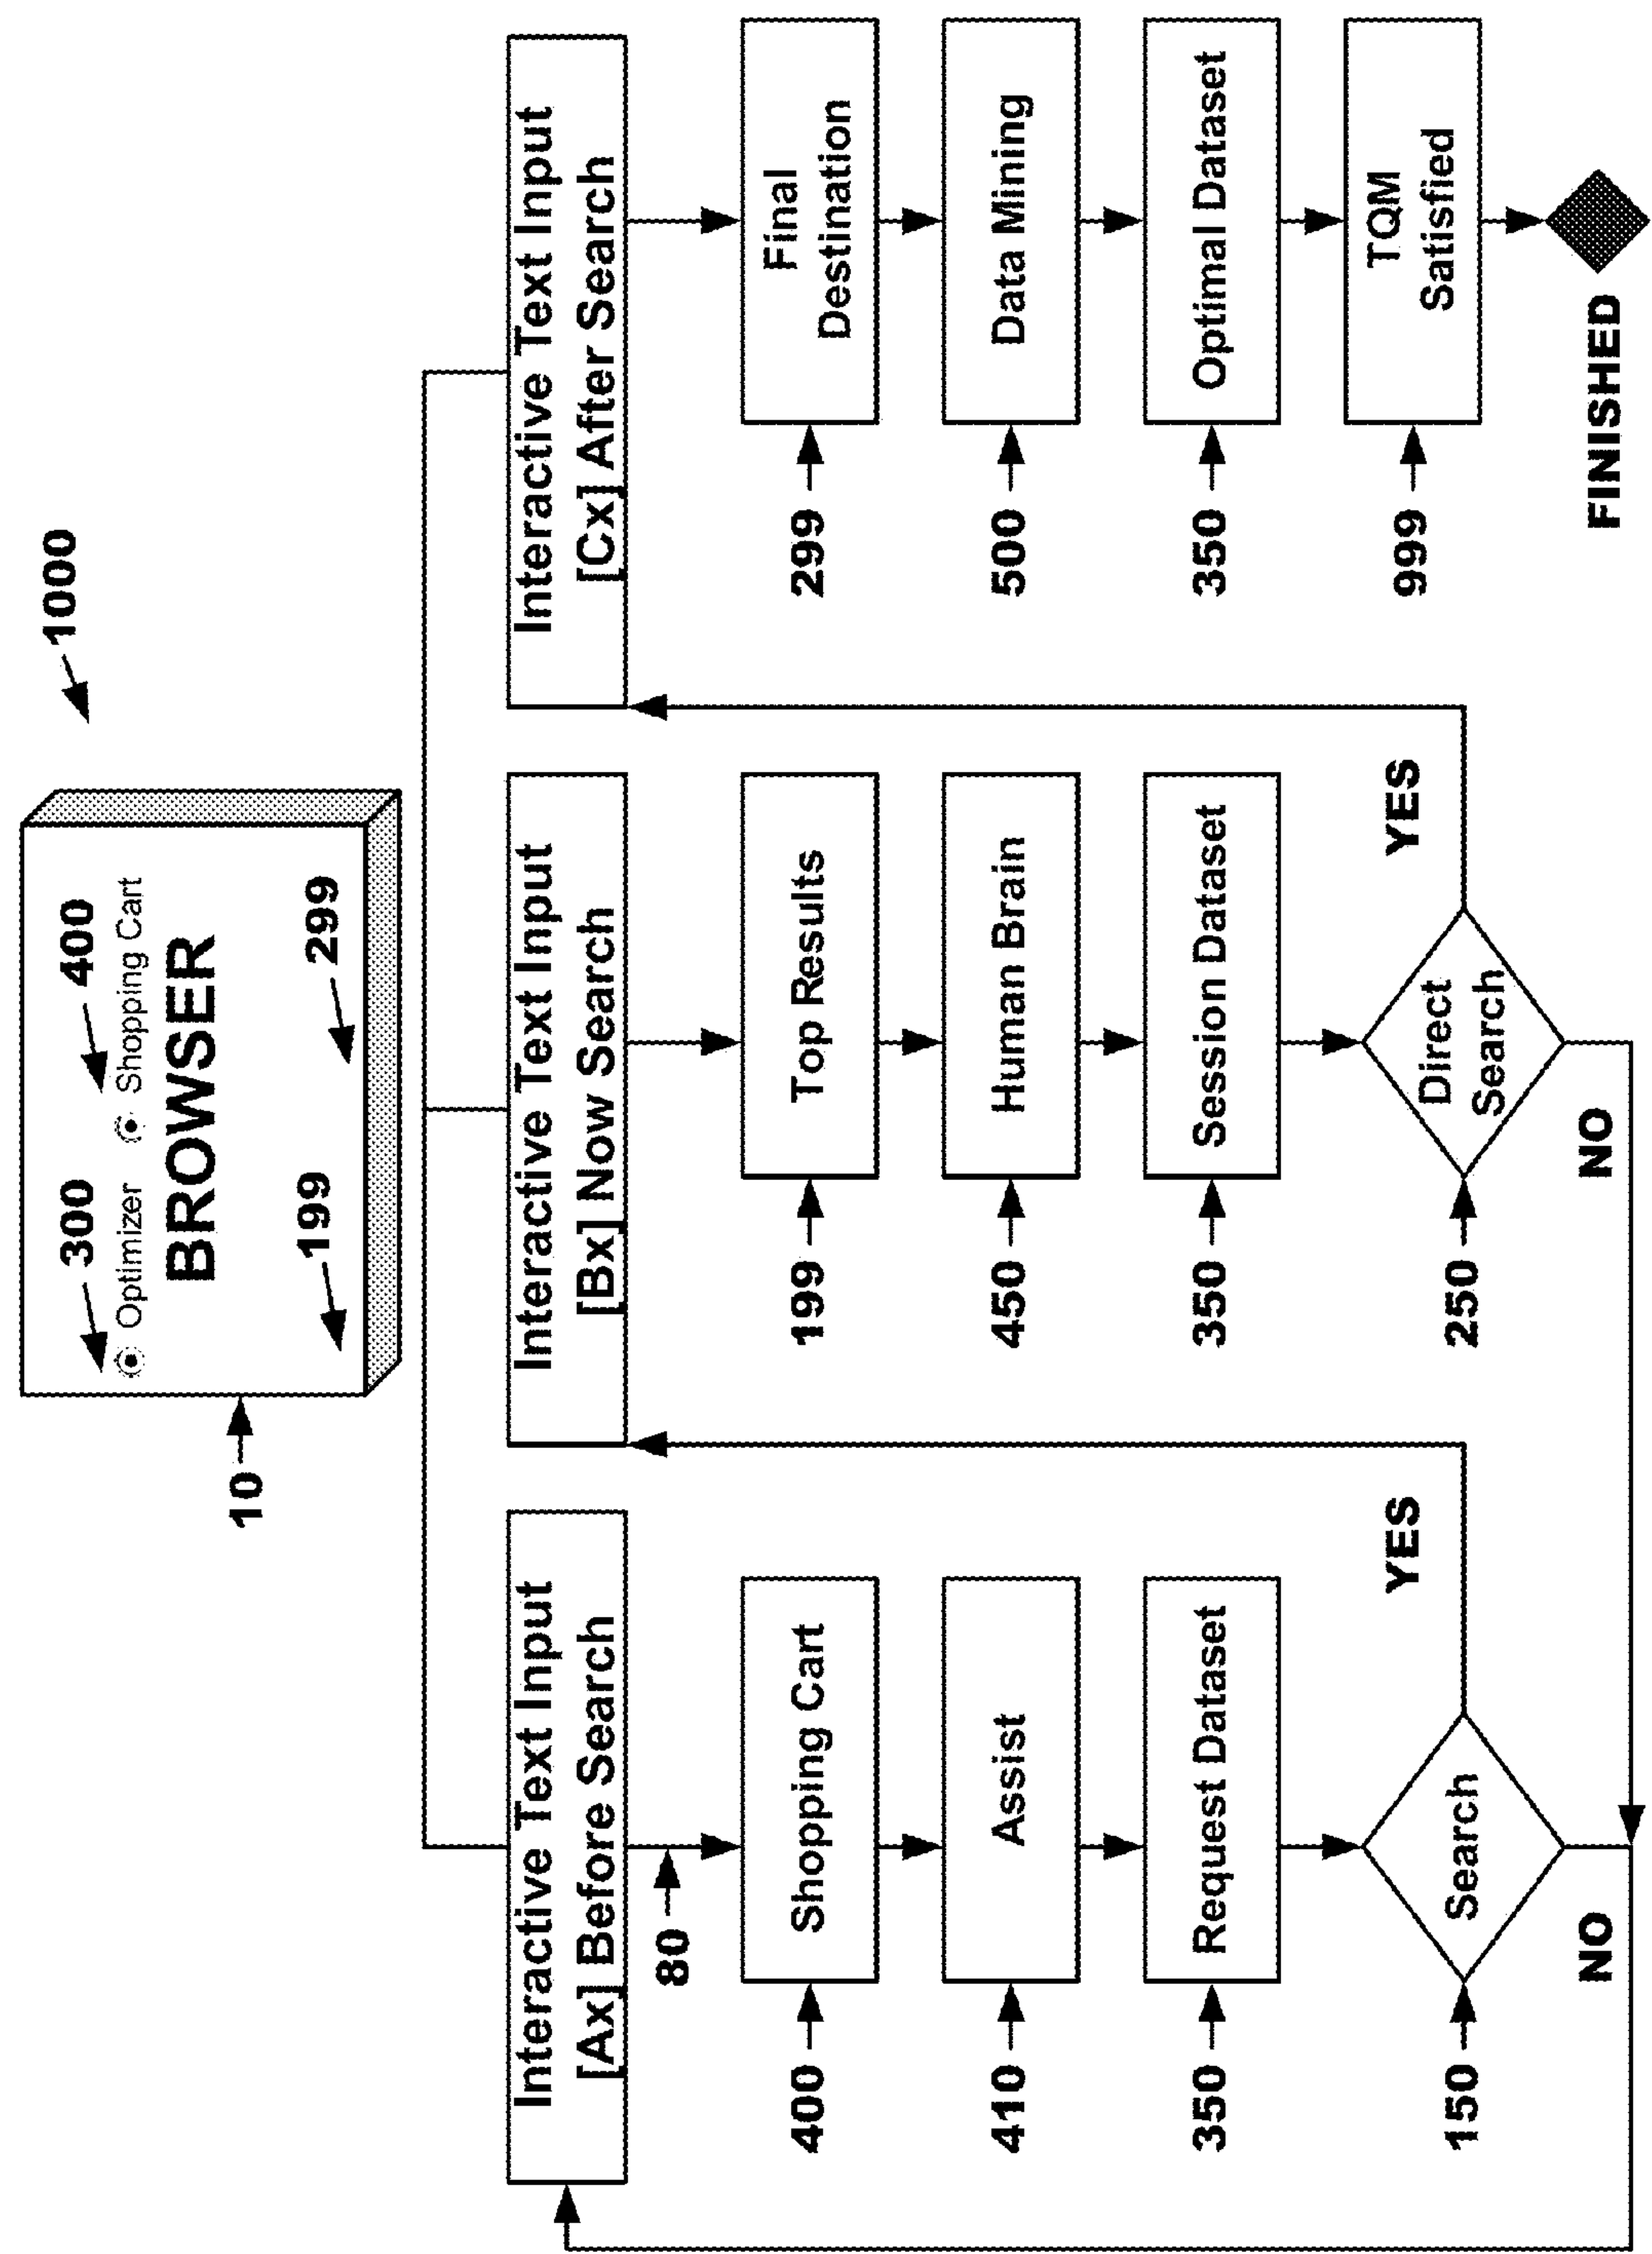 1000
300
400
Optimizer
Shopping Cart
BROWSER
10
199
299
Interactive Text Input
[Ax] Before Search
80
400
Shopping Cart
410
Assist
350
Request Dataset
150
Search
YES
NO
Interactive Text Input
[Bx] Now Search
199
Top Results
450
Human Brain
350
Session Dataset
250
Direct
Search
YES
NO
Interactive Text Input
[Cx] After Search
299
Final
Destination
500
Data Mining
350
Optimal Dataset
999
TQM
Satisfied
FINISHED